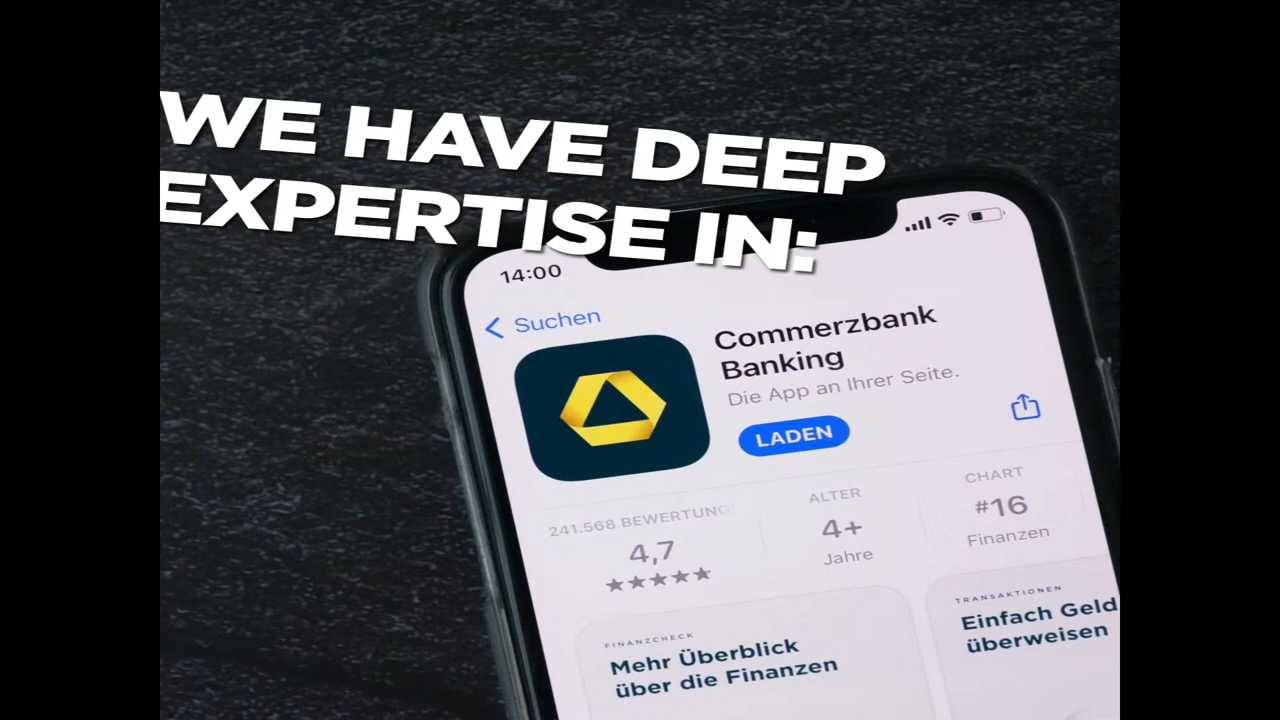 WE HAVE DEEP
EXPERTISE IN:
14:00
Suchen
Commerzbank
Banking
Die App an Ihrer Seite.
LADEN
241.568 BEWERTUNG
4,7
ALTER
4+
Jahre
CHART
#16
Finanzen
FINANZCHECK
Mehr Überblick
über die Finanzen
TRANSAKTIONEN
Einfach Geld
überweisen